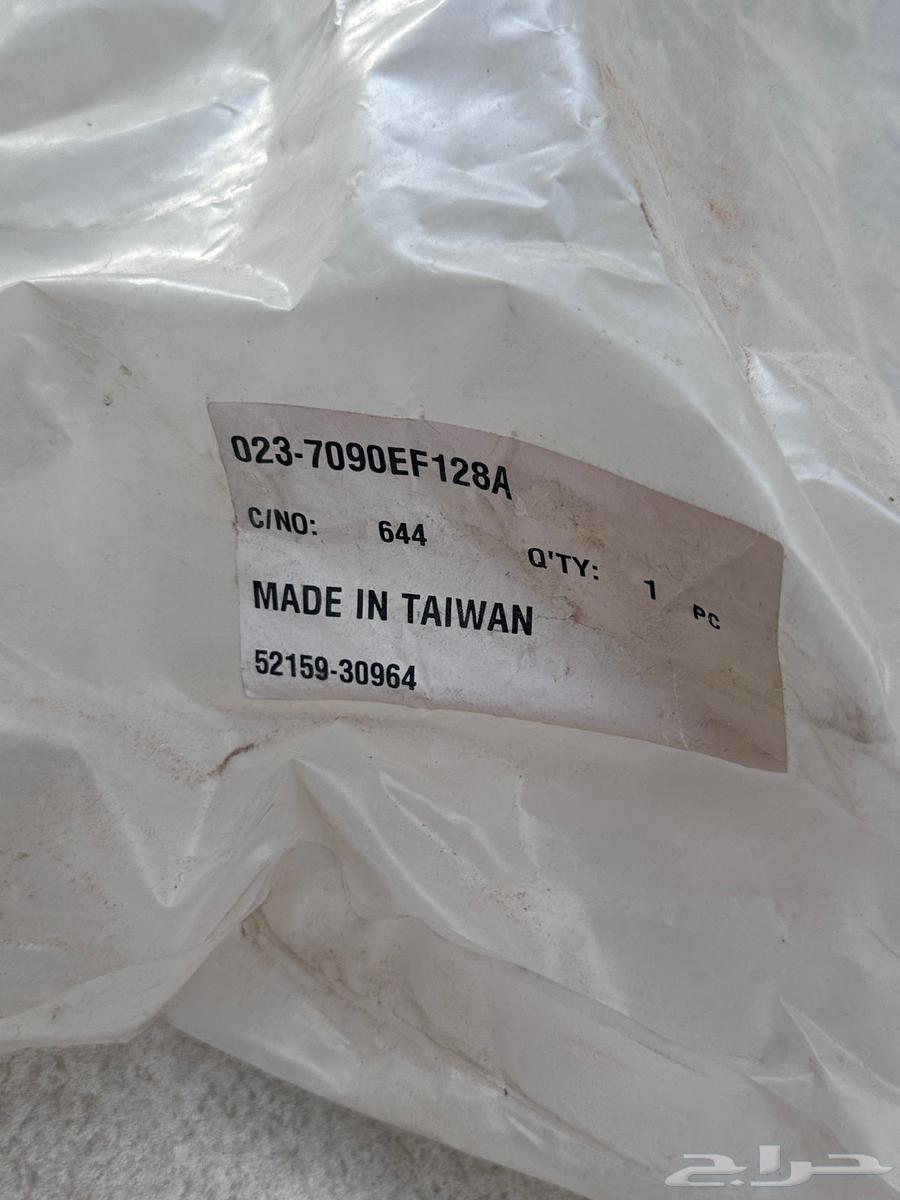 023-7090EF128A
C/NO: 644 Q'TY: 1 PC
MADE IN TAIWAN
52159-30964
حراج